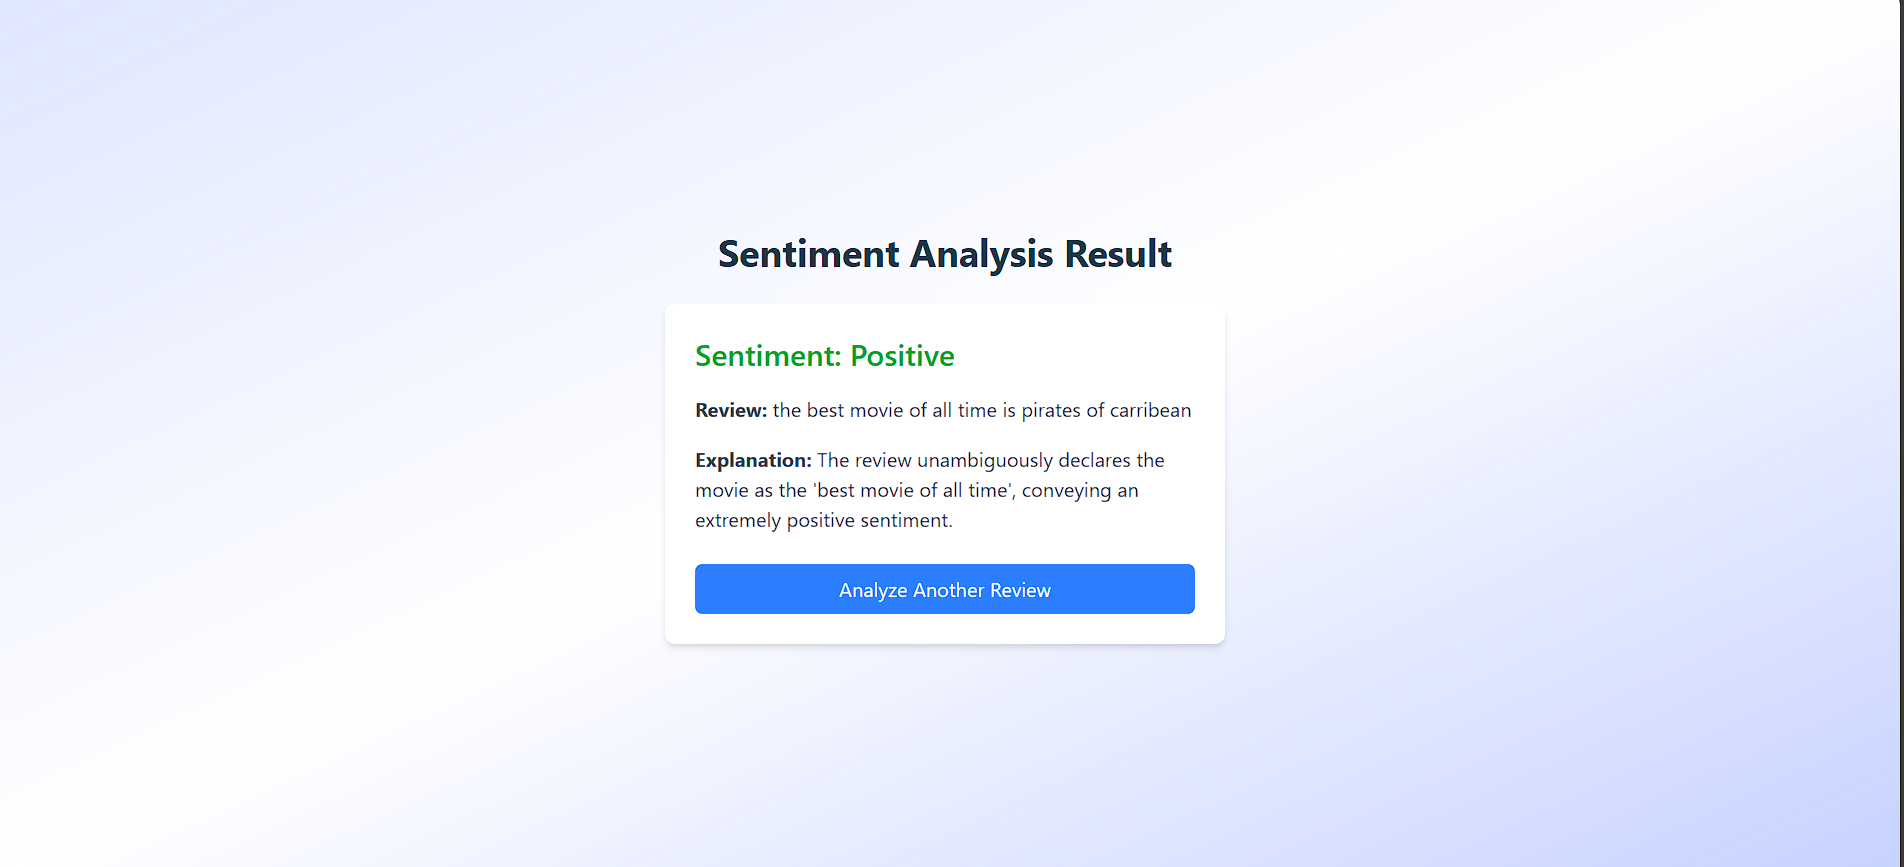 Sentiment Analysis Result
Sentiment: Positive
Review: the best movie of all time is pirates of carribean
Explanation: The review unambiguously declares the
movie as the 'best movie of all time', conveying an
extremely positive sentiment.
Analyze Another Review